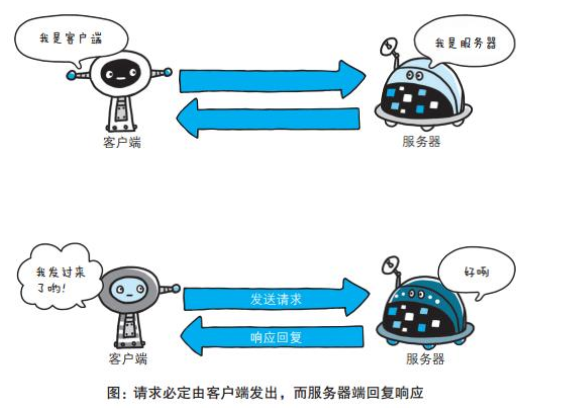 我是客户端
我是服务器
客户端
服务器
我发过来
了哟!
好咧
发送请求
响应回复
客户端
服务器
图:请求必定由客户端发出,而服务器端回复响应